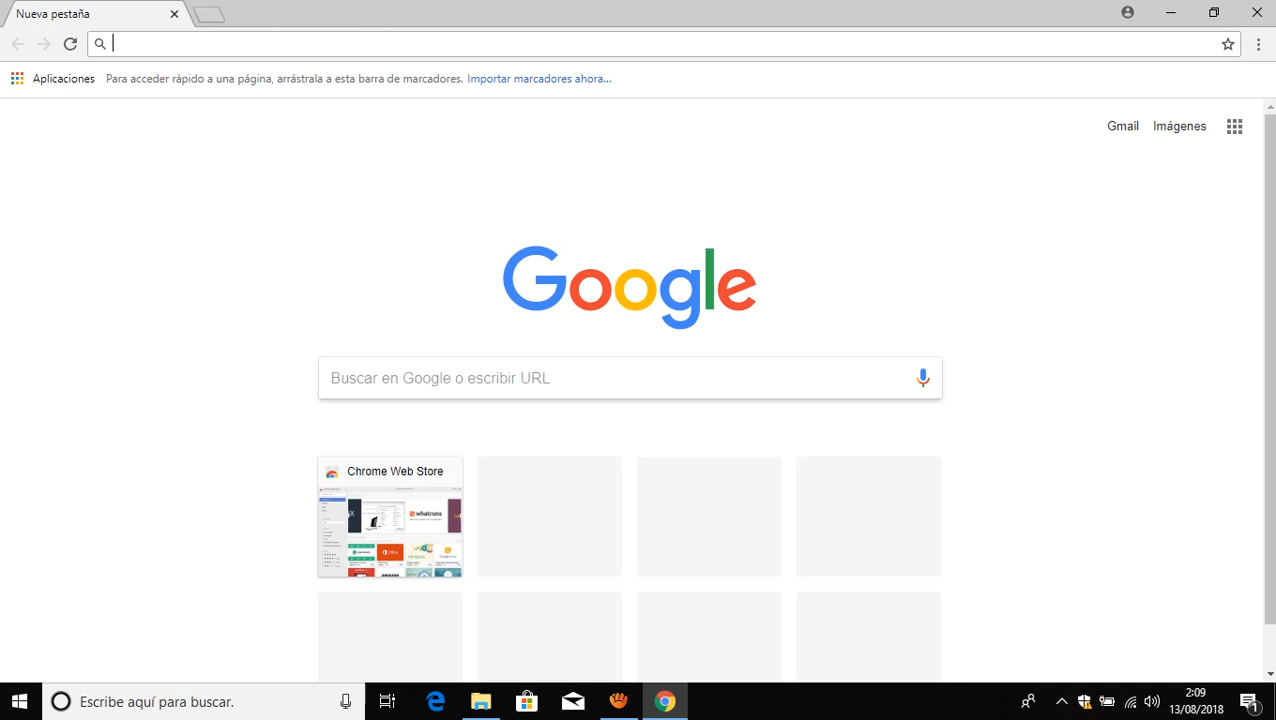 Nueva pestaña
Aplicaciones Para acceder rápido a una página, arrástrala a esta barra de marcadores. Importar marcadores ahora...
Gmail Imágenes
Google
Buscar en Google o escribir URL
Chrome Web Store
whatruns
Escribe aquí para buscar.
2:09
13/08/2018
1